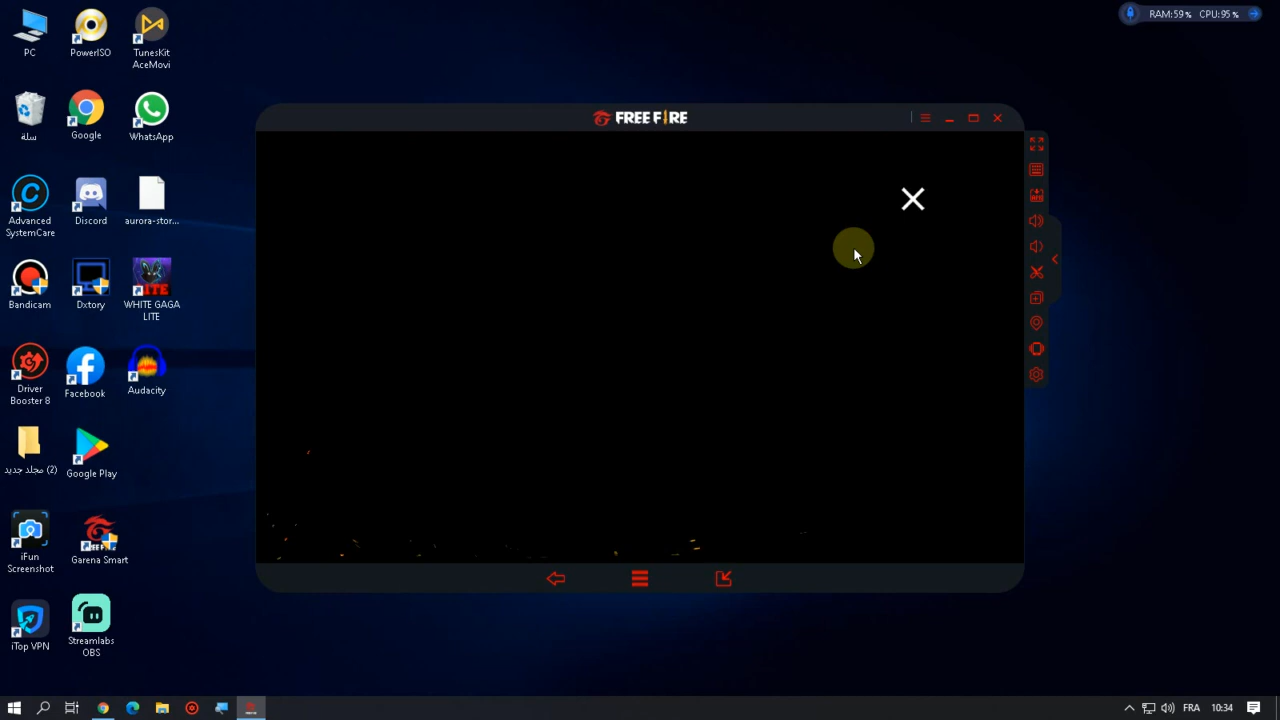 PC
PowerISO
TunesKit
AceMovi
RAM:59% CPU:95%
سلة
Google
WhatsApp
FREE FIRE
Advanced
SystemCare
Discord
aurora-stor...
Bandicam
Dxtory
WHITE GAGA
LITE
Driver
Booster 8
Facebook
Audacity
مجلد جديد (2)
Google Play
iFun
Screenshot
Garena Smart
iTop VPN
Streamlabs
OBS
FRA
10:34